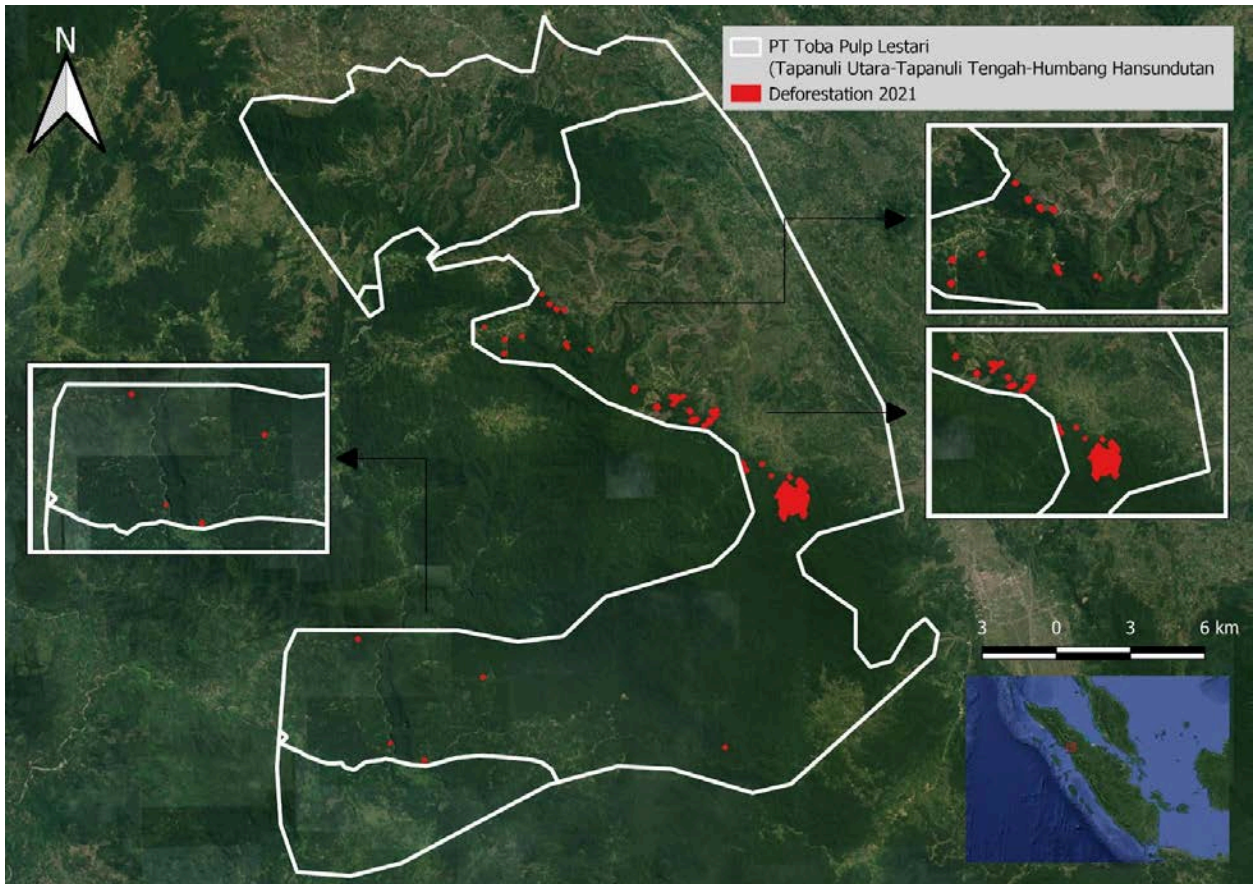 N
PT Toba Pulp Lestari
(Tapanuli Utara-Tapanuli Tengah-Humbang Hansundutan
Deforestation 2021
3 0 3 6 km